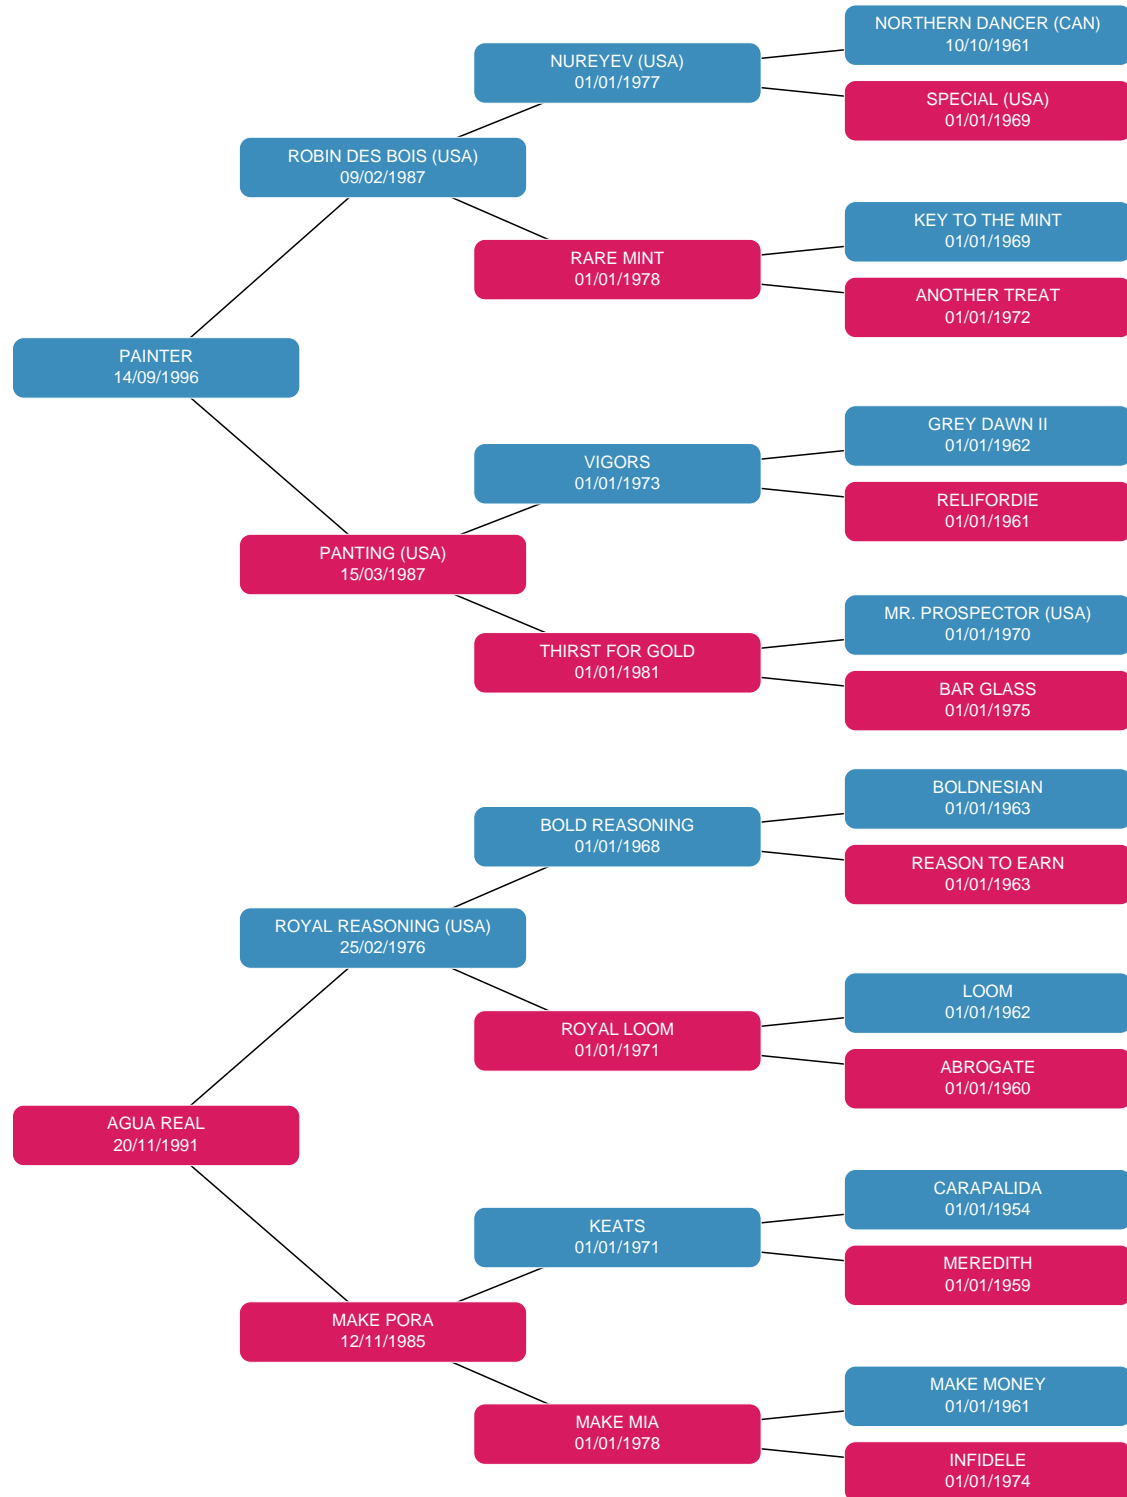 NORTHERN DANCER (CAN)
10/10/1961
NUREYEV (USA)
01/01/1977
SPECIAL (USA)
01/01/1969
ROBIN DES BOIS (USA)
09/02/1987
KEY TO THE MINT
01/01/1969
RARE MINT
01/01/1978
ANOTHER TREAT
01/01/1972
PAINTER
14/09/1996
GREY DAWN II
01/01/1962
VIGORS
01/01/1973
RELIFORDIE
01/01/1961
PANTING (USA)
15/03/1987
MR. PROSPECTOR (USA)
01/01/1970
THIRST FOR GOLD
01/01/1981
BAR GLASS
01/01/1975
BOLDNESIAN
01/01/1963
BOLD REASONING
01/01/1968
REASON TO EARN
01/01/1963
ROYAL REASONING (USA)
25/02/1976
LOOM
01/01/1962
ROYAL LOOM
01/01/1971
ABROGATE
01/01/1960
AGUA REAL
20/11/1991
CARAPALIDA
01/01/1954
KEATS
01/01/1971
MEREDITH
01/01/1959
MAKE PORA
12/11/1985
MAKE MONEY
01/01/1961
MAKE MIA
01/01/1978
INFIDELE
01/01/1974